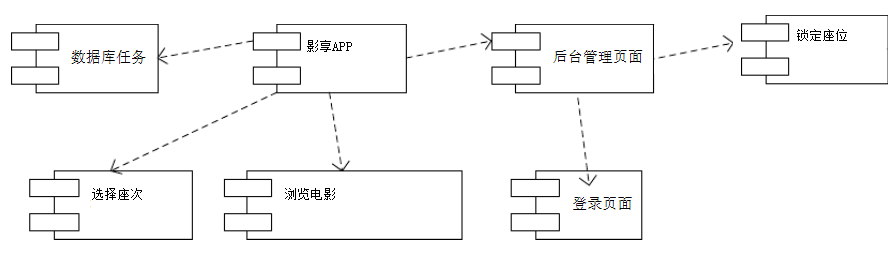 数据库任务
影享APP
后台管理页面
锁定座位
选择座次
浏览电影
登录页面